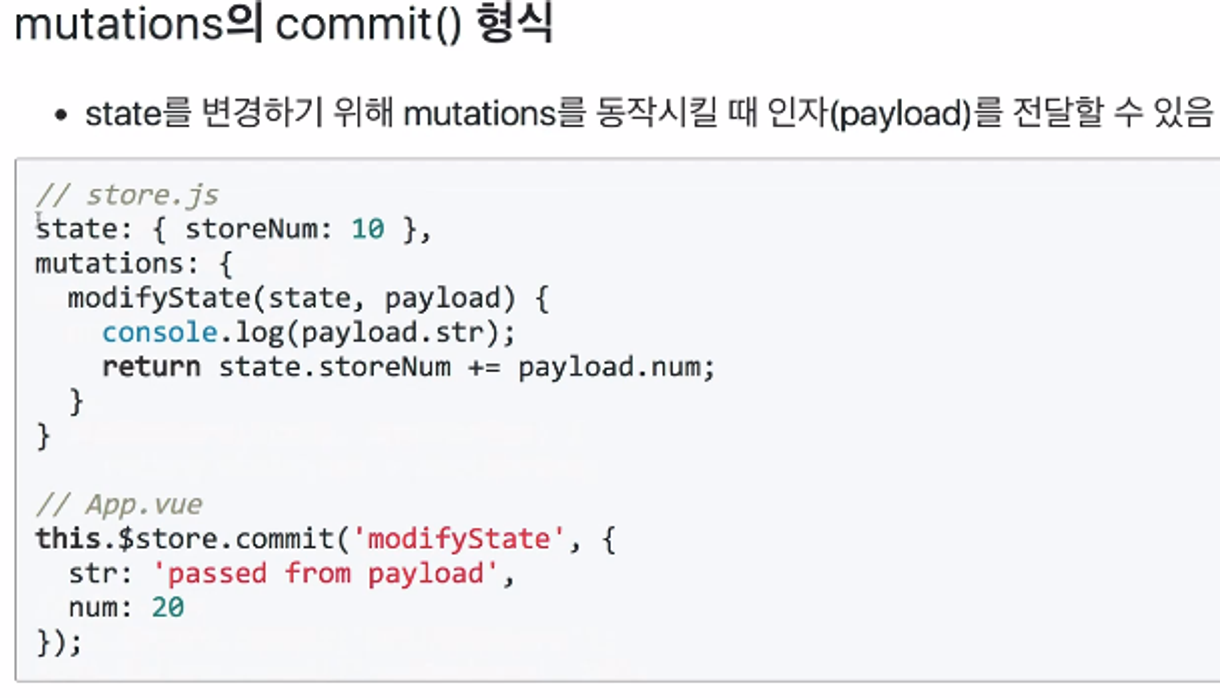 mutations의 commit() 형식
• state를 변경하기 위해 mutations를 동작시킬 때 인자(payload)를 전달할 수 있음
// store.js
state: { storeNum: 10 },
mutations: {
  modifyState(state, payload) {
    console.log(payload.str);
    return state.storeNum += payload.num;
  }
}

// App.vue
this.$store.commit('modifyState', {
  str: 'passed from payload',
  num: 20
});